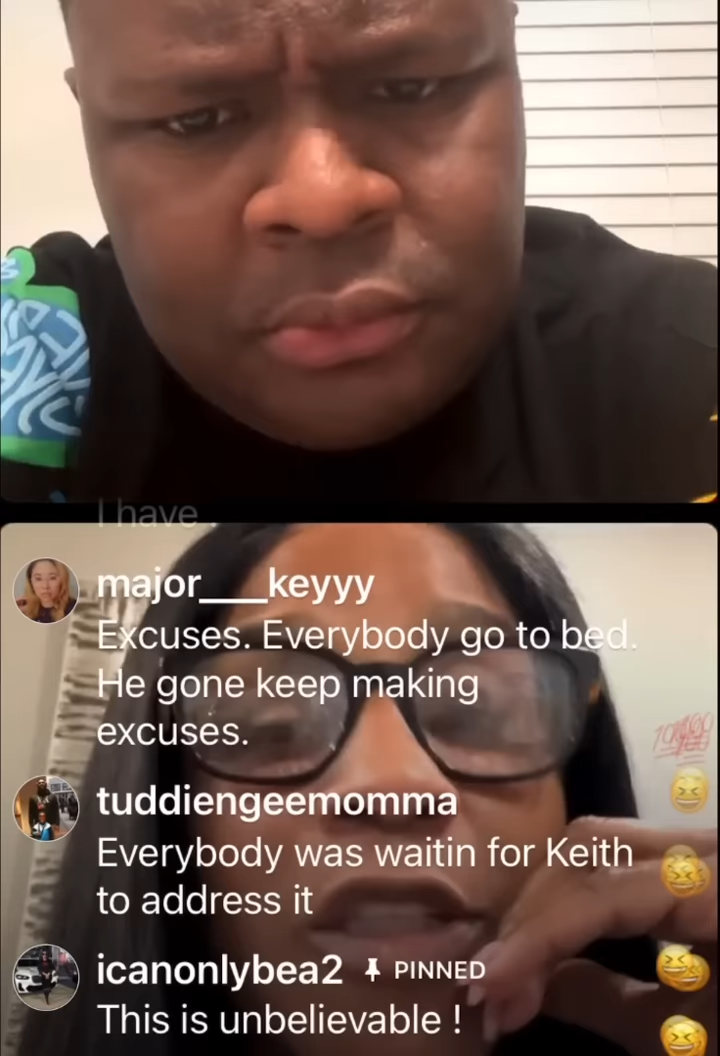 I have
major___keyyy
Excuses. Everybody go to bed.
He gone keep making
excuses.
tuddiengeemomma
Everybody was waitin for Keith
to address it
icanonlybea2 PINNED
This is unbelievable !